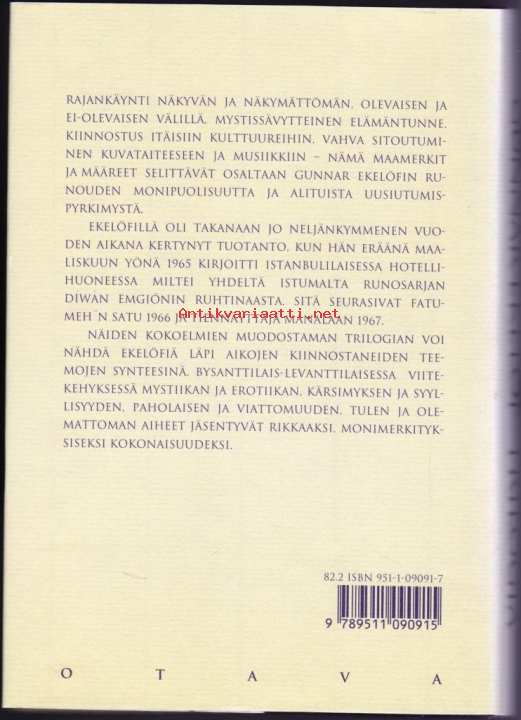 RAJANKÄYNTI NÄKYVÄN JA NÄKYMÄTTÖMÄN, OLEVAISEN JA
EI-OLEVAISEN VÄLILLÄ, MYSTISSÄVYTTEINEN ELÄMÄNTUNNE,
KIINNOSTUS ITÄISIIN KULTTUUREIHIN, VAHVA SITOUTUMI-
NEN KUVATAITEESEEN JA MUSIIKKIIN – NÄMÄ MAAMERKIT
JA MÄÄREET SELITTÄVÄT OSALTAAN GUNNAR EKELÖFIN RU-
NOUDEN MONIPUOLISUUTTA JA ALITUISTA UUSIUTUMIS-
PYRKIMYSTÄ.
EKELÖFILLÄ OLI TAKANAAN JO NELJÄNKYMMENEN VUO-
DEN AIKANA KERTYNYT TUOTANTO, KUN HÄN ERÄÄNÄ MAA-
LISKUUN YÖNÄ 1965 KIRJOITTI ISTANBULILAISESSA HOTELLI-
HUONEESSA MILTEI YHDELTÄ ISTUMALTA RUNOSARJAN
DIWAN EMGIÓNIN RUHTINAASTA. SITÄ SEURASIVAT FATU-
MEH´N SATU 1966 JA TIENNÄYTTÄJÄ MANALAAN 1967.
Antikvariaatti.net
NÄIDEN KOKOELMIEN MUODOSTAMAN TRILOGIAN VOI
NÄHDÄ EKELÖFIÄ LÄPI AIKOJEN KIINNOSTANEIDEN TEE-
MOJEN SYNTEESINÄ. BYSANTTILAIS-LEVANTTILAISESSA VIITE-
KEHYKSESSÄ MYSTIIKAN JA EROTIIKAN, KÄRSIMYKSEN JA SYYL-
LISYYDEN, PAHOLAISEN JA VIATTOMUUDEN, TULEN JA OLE-
MATTOMAN AIHEET JÄSENTYVÄT RIKKAAKSI, MONIMERKITYK-
SISEKSI KOKONAISUUDEKSI.
82.2 ISBN 951-1-09091-7
9 789511 090915
O T A V A